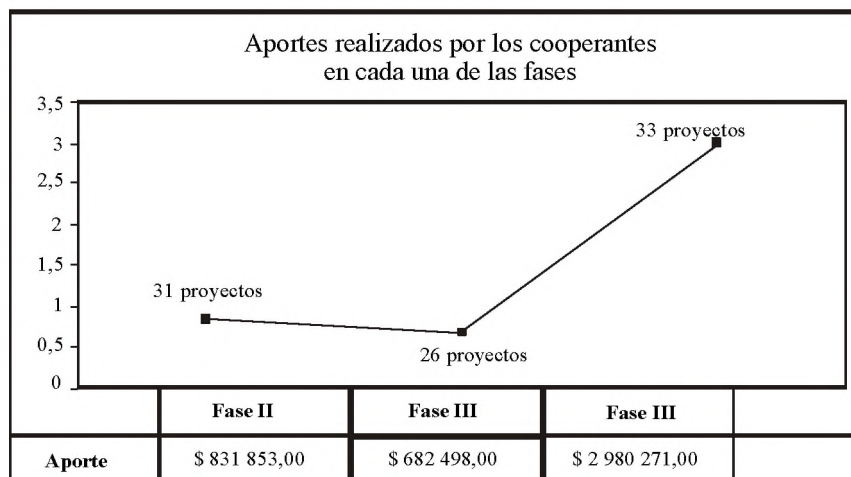 Aportes realizados por los cooperantes
en cada una de las fases
3,5
3
2,5
2
1,5
1
0,5
0
33 proyectos
31 proyectos
26 proyectos
Fase II Fase III Fase III
Aporte $ 831 853,00 $ 682 498,00 $ 2 980 271,00